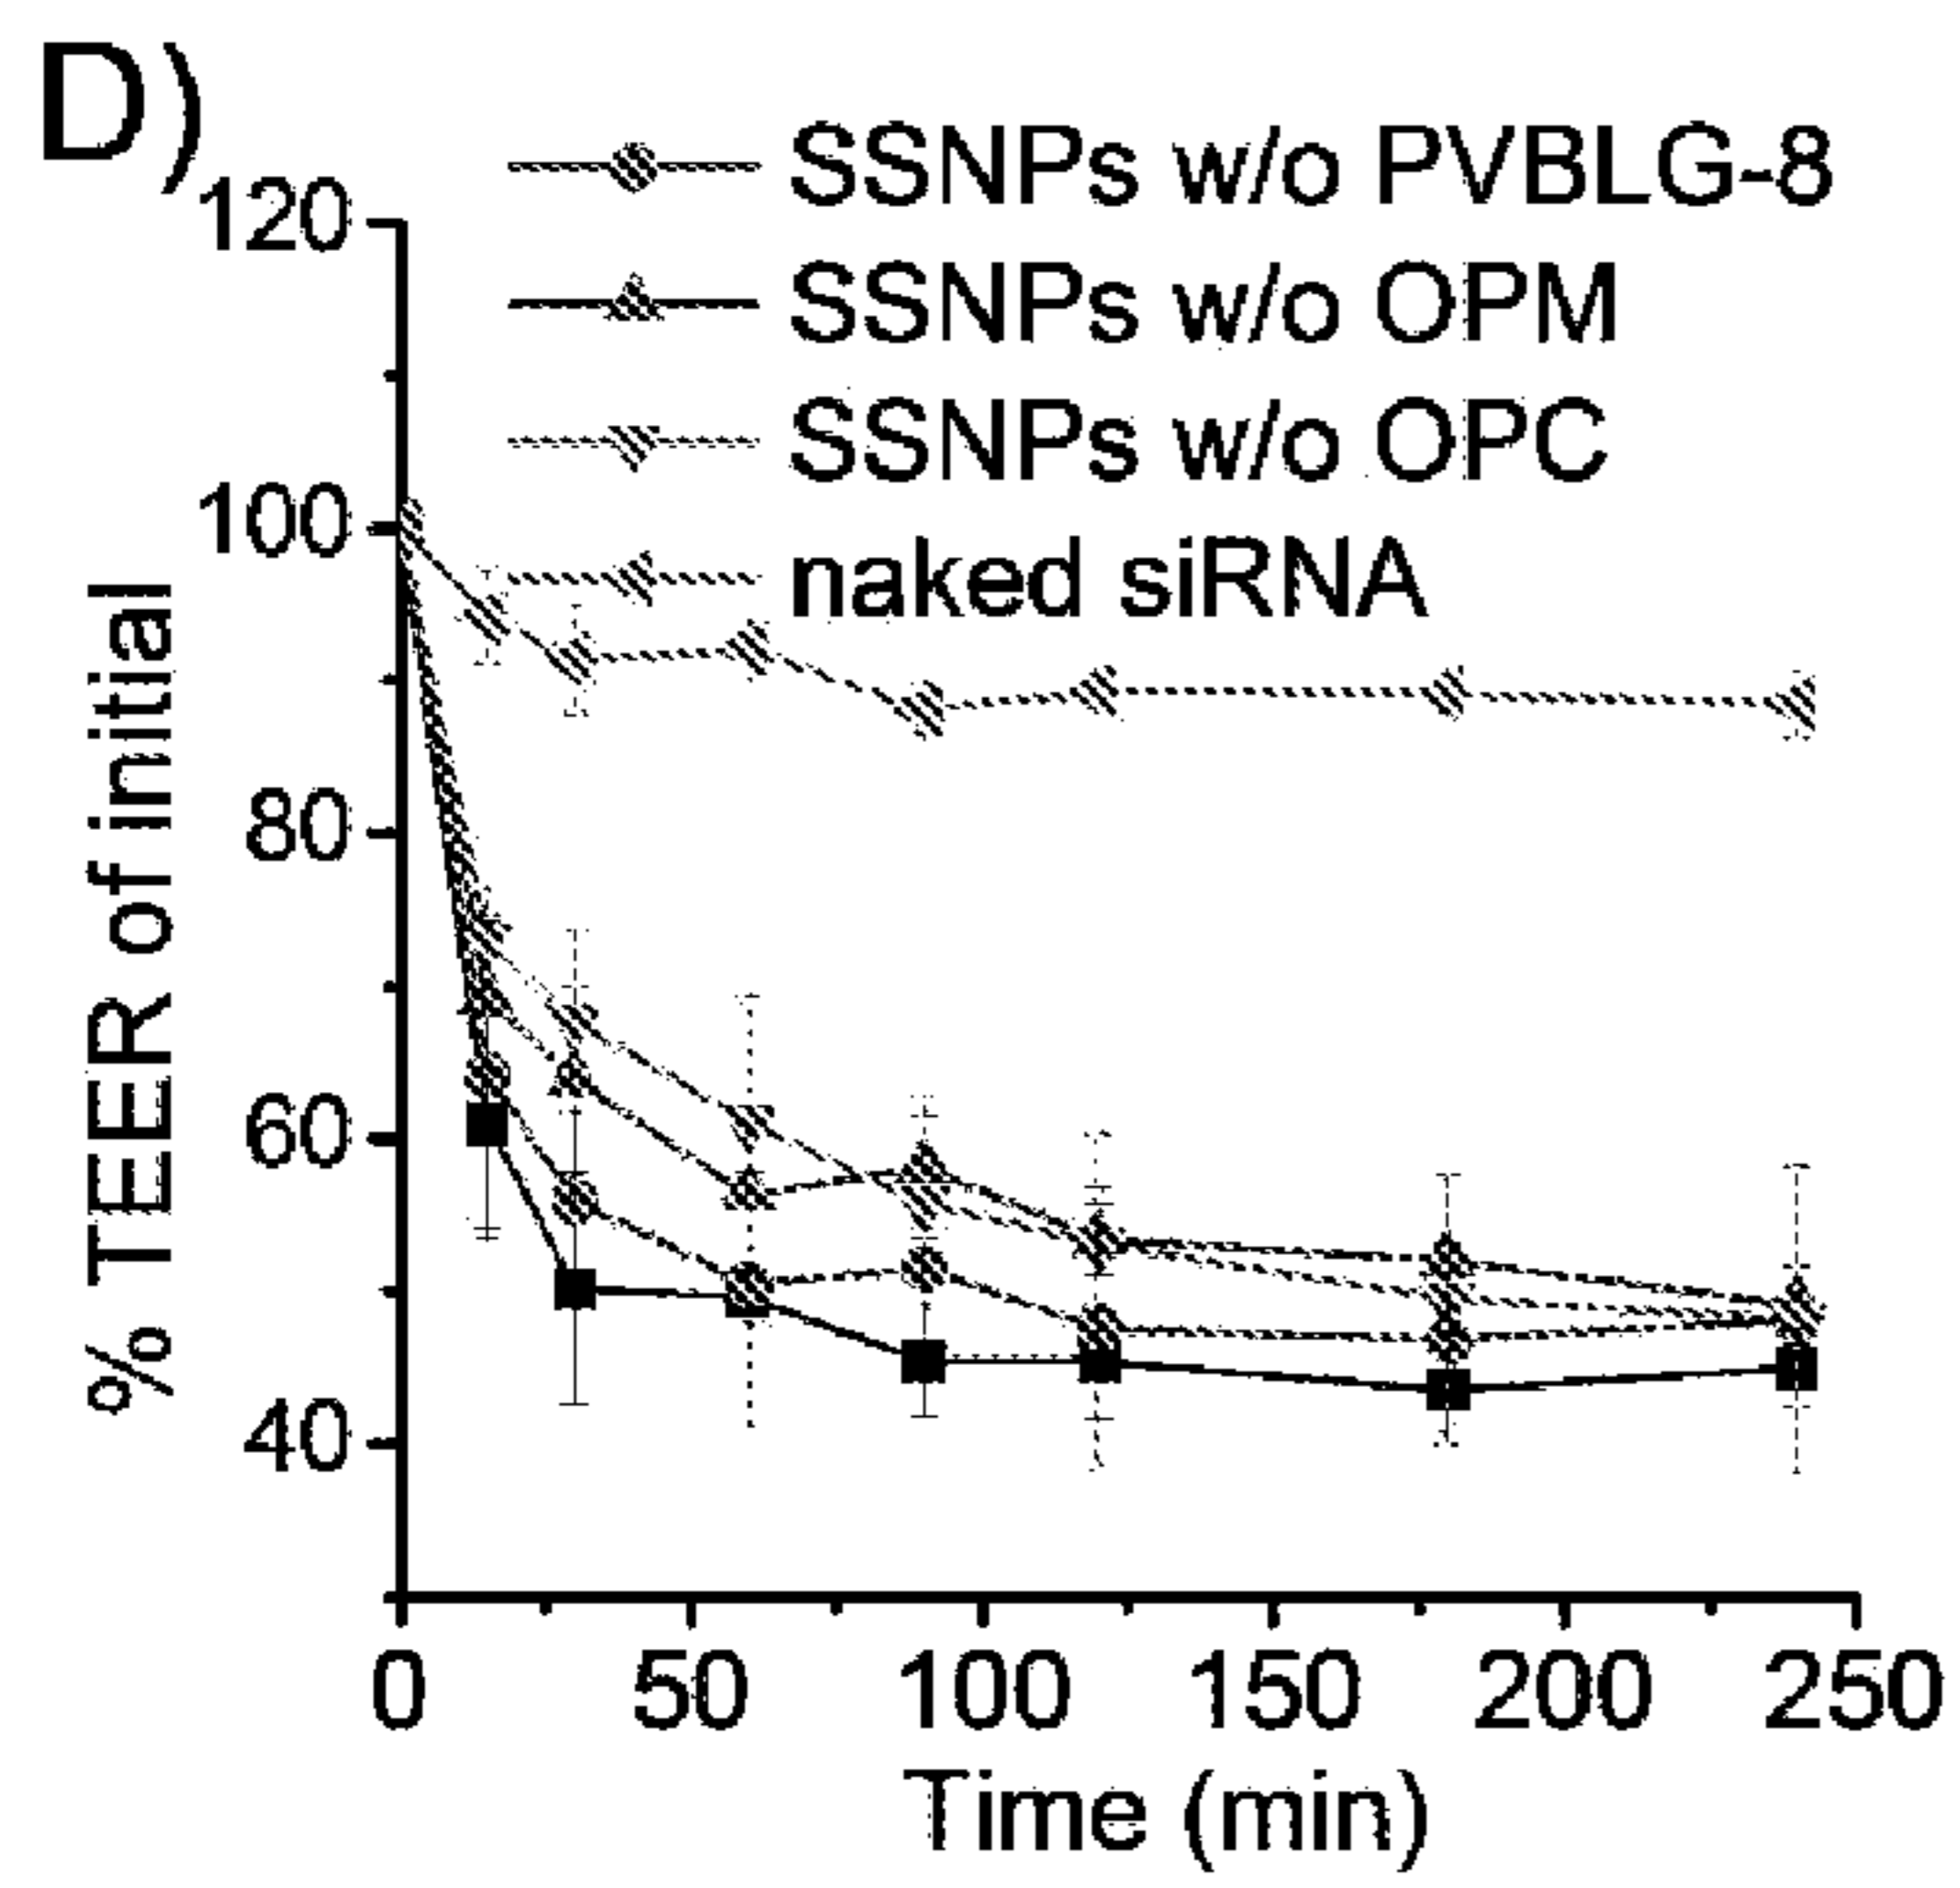 D)
SSNPs w/o PVBLG-8
SSNPs w/o OPM
SSNPs w/o OPC
naked siRNA
120
100
80
60
40
% TEER of initial
0 50 100 150 200 250
Time (min)